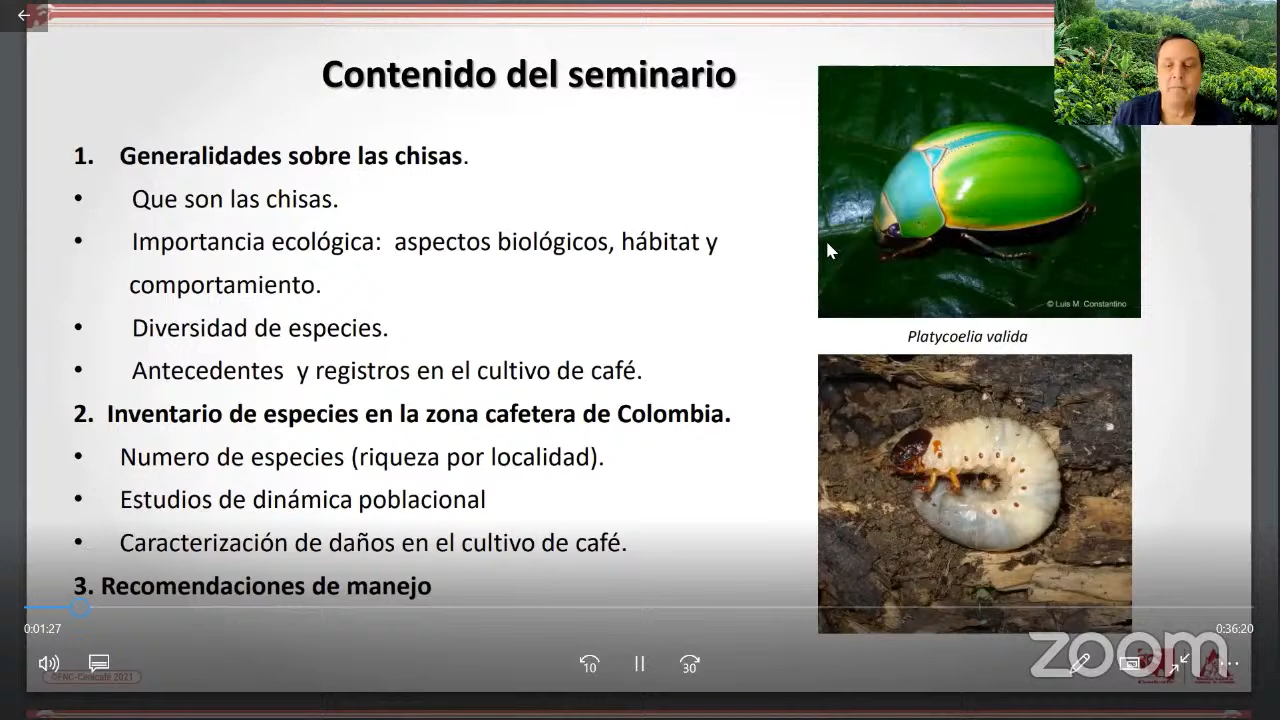 Contenido del seminario
1. Generalidades sobre las chisas.
• Que son las chisas.
• Importancia ecológica: aspectos biológicos, hábitat y
comportamiento.
• Diversidad de especies.
• Antecedentes y registros en el cultivo de café.
2. Inventario de especies en la zona cafetera de Colombia.
• Numero de especies (riqueza por localidad).
• Estudios de dinámica poblacional
• Caracterización de daños en el cultivo de café.
3. Recomendaciones de manejo
© Luis M. Constantino
Platycoelia valida
0:01:27
0:36:20
10
30
zoom
©FNC-Cenicafé 2021